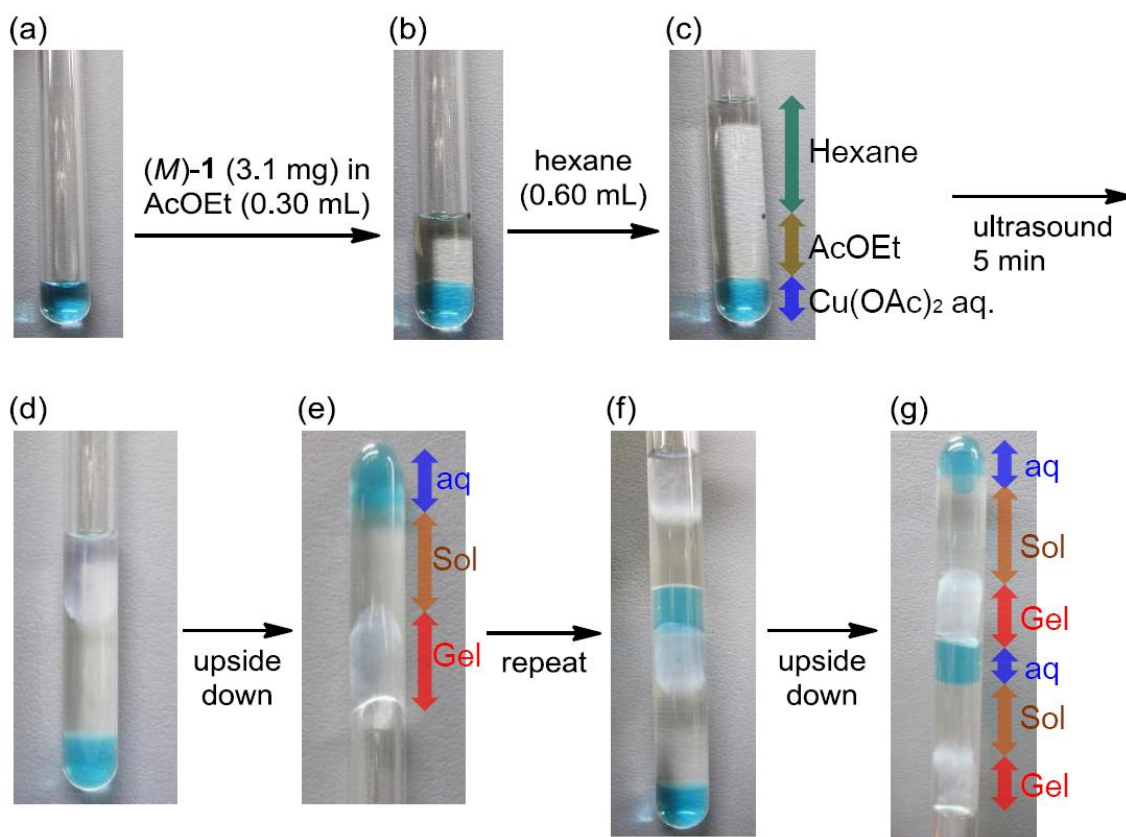 (a)
(b)
(c)
(M)-1 (3.1 mg) in
AcOEt (0.30 mL)
hexane
(0.60 mL)
Hexane
AcOEt
Cu(OAc)₂ aq.
ultrasound
5 min
(d)
(e)
(f)
(g)
upside
down
aq
Sol
Gel
repeat
upside
down
aq
Sol
Gel
aq
Sol
Gel